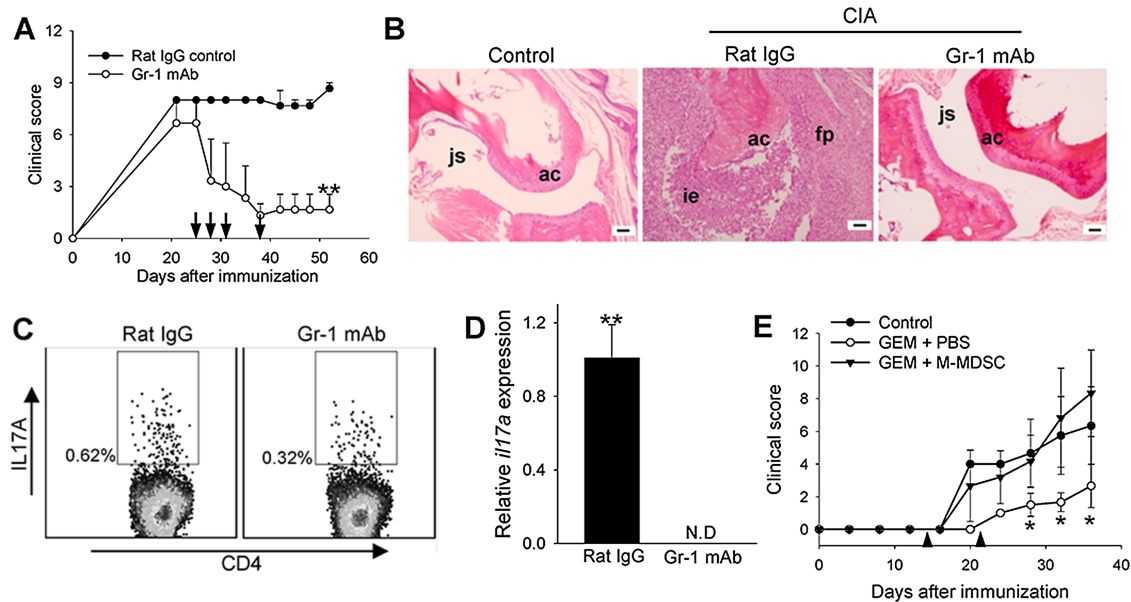 A
12
9
6
3
0
Clinical score
Rat IgG control
Gr-1 mAb
**
0 10 20 30 40 50 60
Days after immunization
B
CIA
Control
Rat IgG
Gr-1 mAb
js
ac
ac
fp
ie
js
ac
C
Rat IgG
Gr-1 mAb
IL17A
0.62%
0.32%
CD4
D
Relative il17a expression
1.2
0.8
0.4
0.0
**
N.D
Rat IgG Gr-1 mAb
E
Control
GEM + PBS
GEM + M-MDSC
Clinical score
12
10
8
6
4
2
0
* * *
0 10 20 30 40
Days after immunization